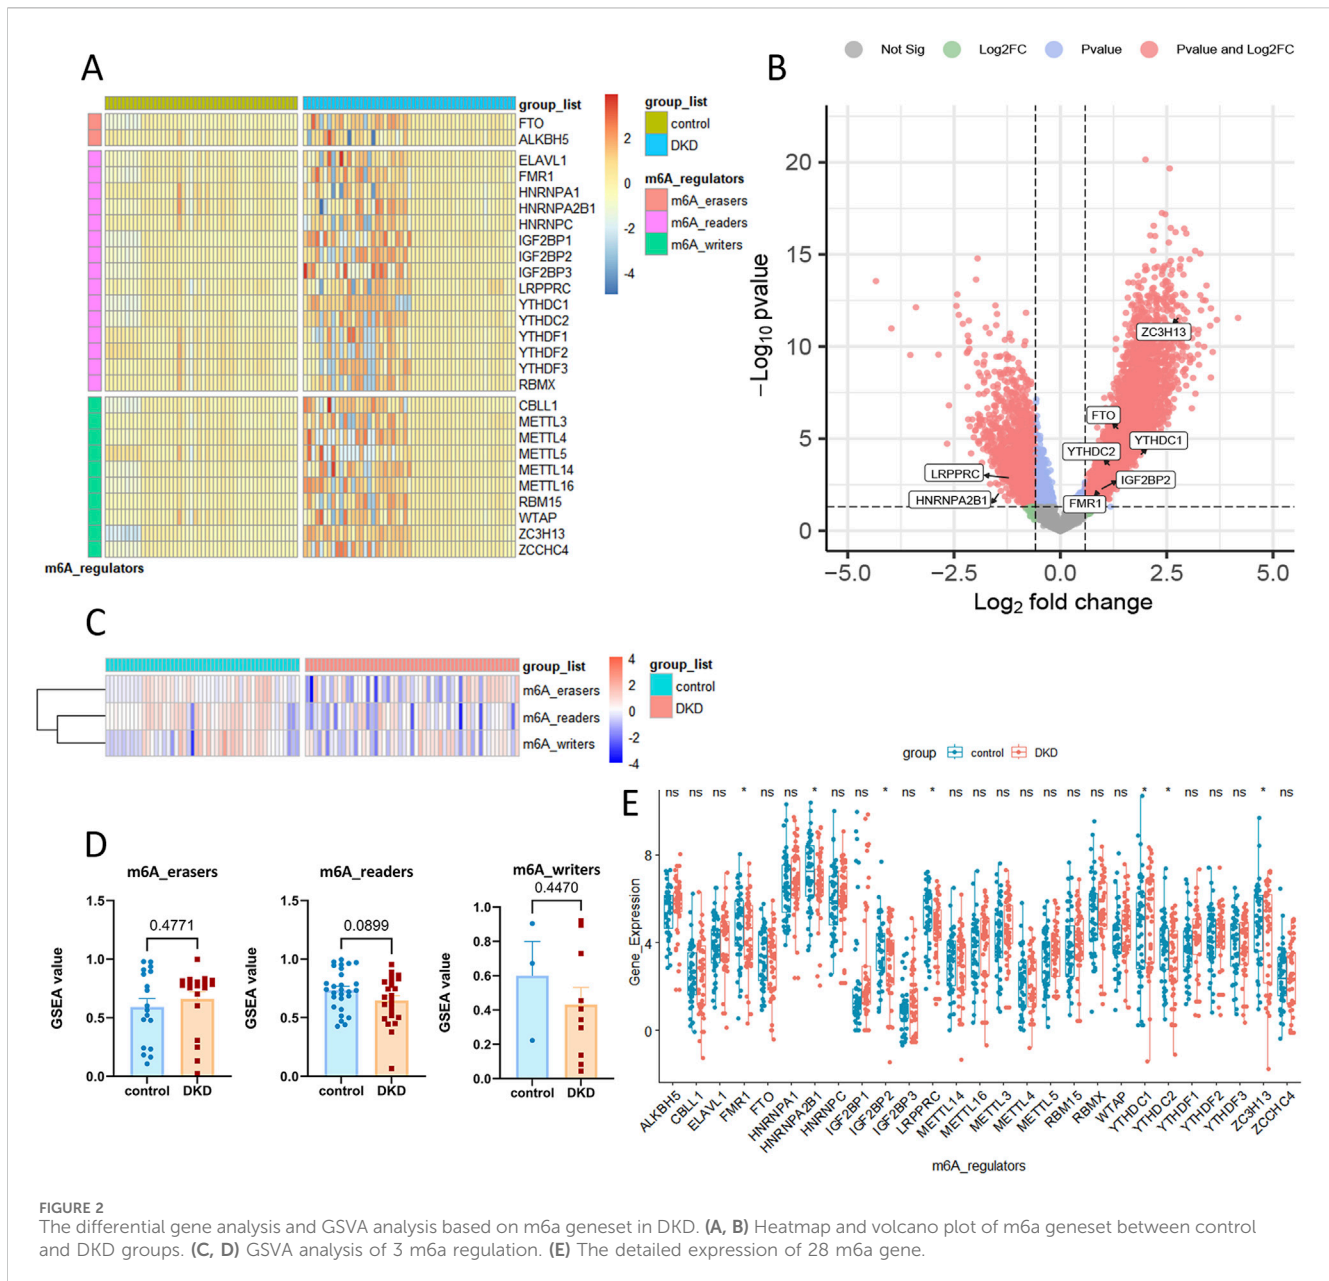 A
group_list
FTO
ALKBH5
ELAVL1
FMR1
HNRNPA1
HNRNPA2B1
HNRNPC
IGF2BP1
IGF2BP2
IGF2BP3
LRPPRC
YTHDC1
YTHDC2
YTHDF1
YTHDF2
YTHDF3
RBMX
CBLL1
METTL3
METTL4
METTL5
METTL14
METTL16
RBM15
WTAP
ZC3H13
ZCCHC4
m6A_regulators
2
0
-2
-4
group_list
control
DKD
m6A_regulators
m6A_erasers
m6A_readers
m6A_writers
B
Not Sig Log2FC Pvalue Pvalue and Log2FC
20
15
10
5
0
−Log10 pvalue
ZC3H13
FTO
YTHDC1
YTHDC2
LRPPRC
IGF2BP2
HNRNPA2B1
FMR1
−5.0 −2.5 0.0 2.5 5.0
Log2 fold change
C
group_list
m6A_erasers
m6A_readers
m6A_writers
4
2
0
-2
-4
group_list
control
DKD
D
m6A_erasers
1.5
1.0
0.5
0.0
GSEA value
0.4771
control DKD
m6A_readers
1.5
1.0
0.5
0.0
GSEA value
0.0899
control DKD
m6A_writers
0.4470
1.0
0.8
0.6
0.4
0.2
0.0
GSEA value
control DKD
E
group control DKD
ns ns ns * ns ns * ns ns * ns * ns ns ns ns ns ns ns ns * * ns ns ns * ns
8
4
0
Gene_Expression
ALKBH5 CBLL1 ELAVL1 FMR1 FTO HNRNPA1 HNRNPA2B1 HNRNPC IGF2BP1 IGF2BP2 IGF2BP3 LRPPRC METTL14 METTL16 METTL3 METTL4 METTL5 RBM15 RBMX WTAP YTHDC1 YTHDC2 YTHDF1 YTHDF2 YTHDF3 ZC3H13 ZCCHC4
m6A_regulators
FIGURE 2
The differential gene analysis and GSVA analysis based on m6a geneset in DKD. (A, B) Heatmap and volcano plot of m6a geneset between control
and DKD groups. (C, D) GSVA analysis of 3 m6a regulation. (E) The detailed expression of 28 m6a gene.